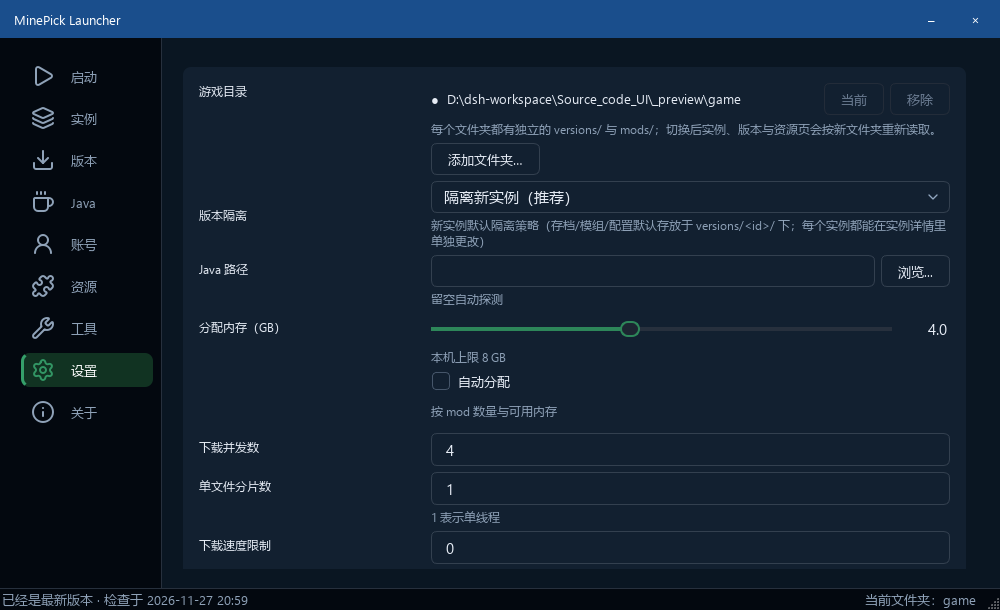 MinePick Launcher
启动
实例
版本
Java
账号
资源
工具
设置
关于
游戏目录
● D:\dsh-workspace\Source_code_UI\_preview\game
当前
移除
每个文件夹都有独立的 versions/ 与 mods/；切换后实例、版本与资源页会按新文件夹重新读取。
添加文件夹...
版本隔离
隔离新实例（推荐）
新实例默认隔离策略（存档/模组/配置默认存放于 versions/<id>/ 下；每个实例都能在实例详情里
单独更改）
Java 路径
浏览...
留空自动探测
分配内存（GB）
4.0
本机上限 8 GB
自动分配
按 mod 数量与可用内存
下载并发数
4
单文件分片数
1
1 表示单线程
下载速度限制
0
已经是最新版本 · 检查于 2026-11-27 20:59
当前文件夹：game